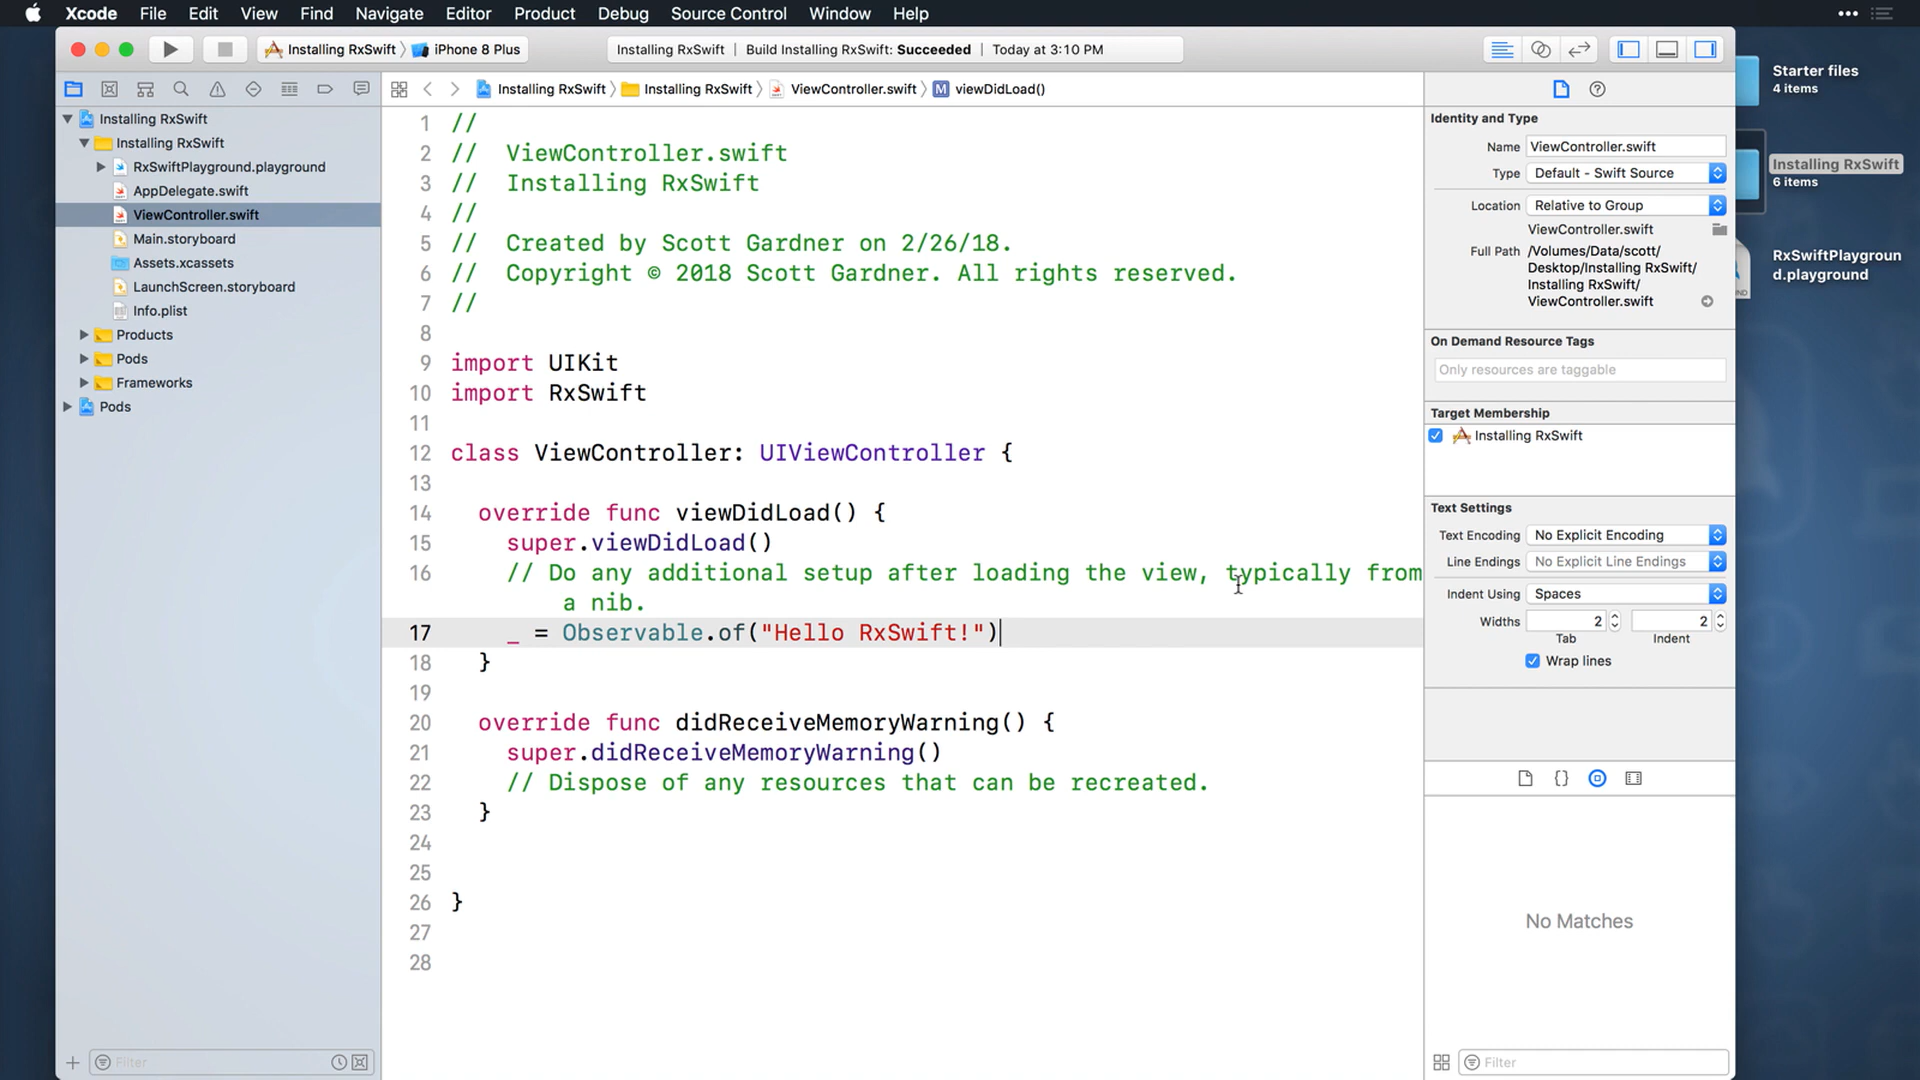 Xcode File Edit View Find Navigate Editor Product Debug Source Control Window Help
Installing RxSwift iPhone 8 Plus
Installing RxSwift | Build Installing RxSwift: Succeeded | Today at 3:10 PM
Installing RxSwift Installing RxSwift ViewController.swift M viewDidLoad()
Installing RxSwift
Installing RxSwift
RxSwiftPlayground.playground
AppDelegate.swift
ViewController.swift
Main.storyboard
Assets.xcassets
LaunchScreen.storyboard
Info.plist
Products
Pods
Frameworks
Pods
Filter
1 //
2 //  ViewController.swift
3 //  Installing RxSwift
4 //
5 //  Created by Scott Gardner on 2/26/18.
6 //  Copyright © 2018 Scott Gardner. All rights reserved.
7 //
8
9 import UIKit
10 import RxSwift
11
12 class ViewController: UIViewController {
13
14   override func viewDidLoad() {
15     super.viewDidLoad()
16     // Do any additional setup after loading the view, typically from
a nib.
17     _ = Observable.of("Hello RxSwift!")
18   }
19
20   override func didReceiveMemoryWarning() {
21     super.didReceiveMemoryWarning()
22     // Dispose of any resources that can be recreated.
23   }
24
25
26 }
27
28
Identity and Type
Name ViewController.swift
Type Default - Swift Source
Location Relative to Group
ViewController.swift
Full Path /Volumes/Data/scott/
Desktop/Installing RxSwift/
Installing RxSwift/
ViewController.swift
On Demand Resource Tags
Only resources are taggable
Target Membership
Installing RxSwift
Text Settings
Text Encoding No Explicit Encoding
Line Endings No Explicit Line Endings
Indent Using Spaces
Widths 2 2
Tab Indent
Wrap lines
{}
No Matches
Filter
Starter files
4 items
Installing RxSwift
6 items
RxSwiftPlaygroun
d.playground